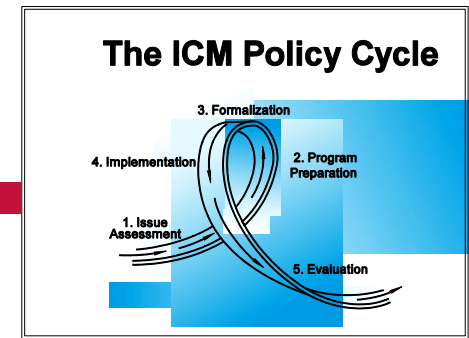 The ICM Policy Cycle
3. Formalization
4. Implementation
2. Program
Preparation
1. Issue
Assessment
5. Evaluation